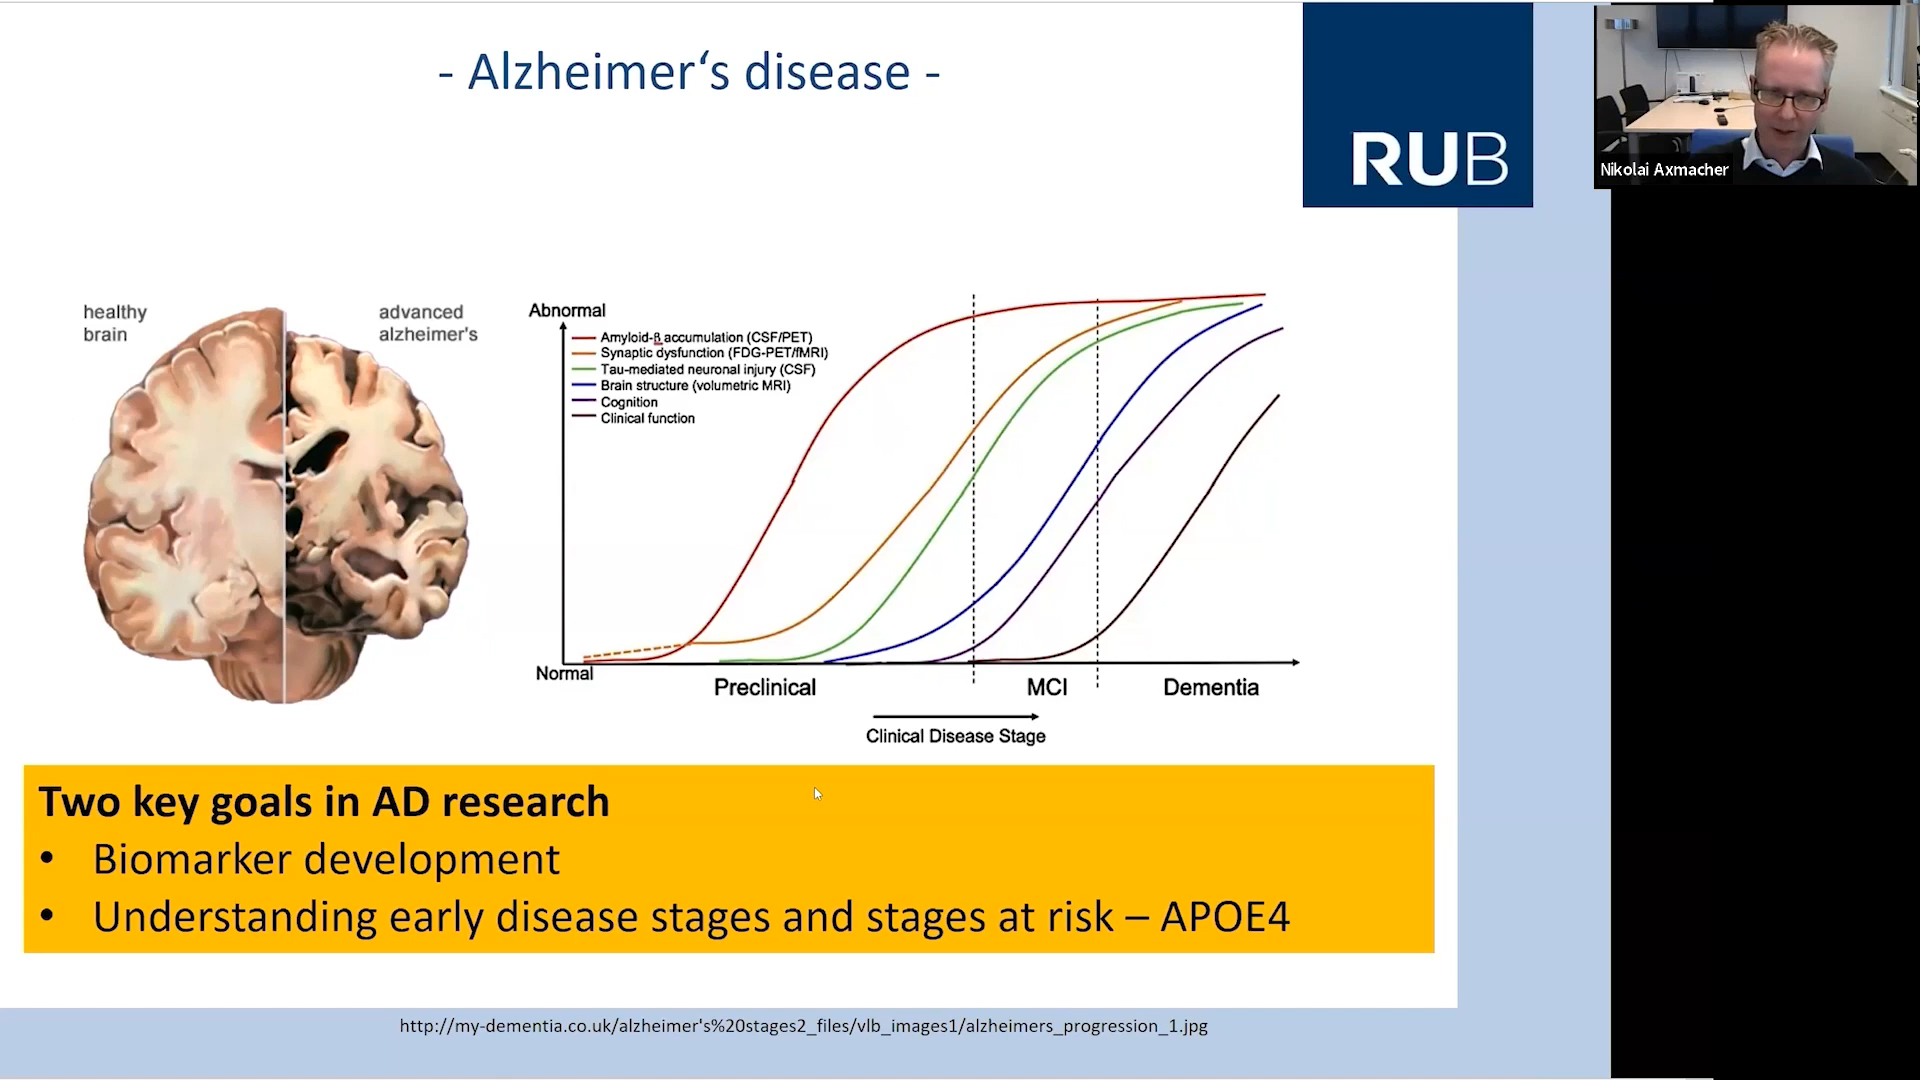 - Alzheimer‘s disease -
RUB
Nikolai Axmacher
healthy
brain
advanced
alzheimer's
Abnormal
Amyloid-β accumulation (CSF/PET)
Synaptic dysfunction (FDG-PET/fMRI)
Tau-mediated neuronal injury (CSF)
Brain structure (volumetric MRI)
Cognition
Clinical function
Normal
Preclinical
MCI
Dementia
Clinical Disease Stage
Two key goals in AD research
• Biomarker development
• Understanding early disease stages and stages at risk – APOE4
http://my-dementia.co.uk/alzheimer's%20stages2_files/vlb_images1/alzheimers_progression_1.jpg